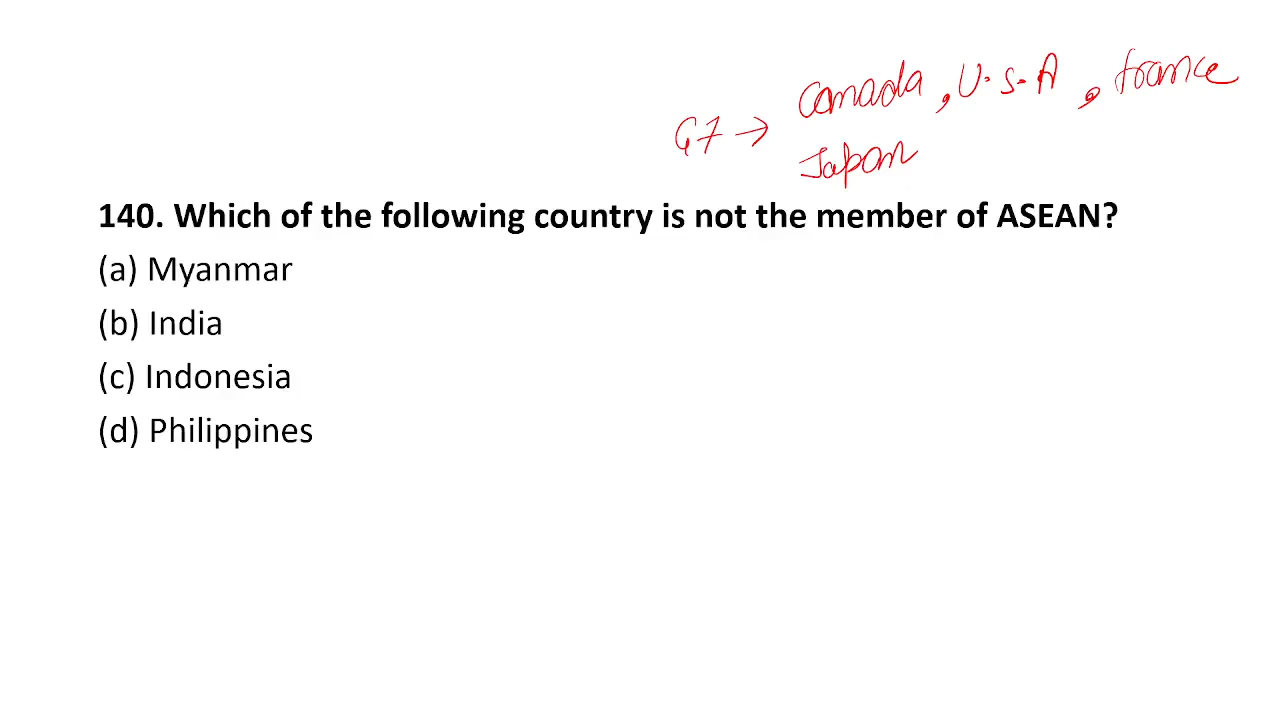 G7 → Canada, U.S.A, france
Japan
140. Which of the following country is not the member of ASEAN?
(a) Myanmar
(b) India
(c) Indonesia
(d) Philippines